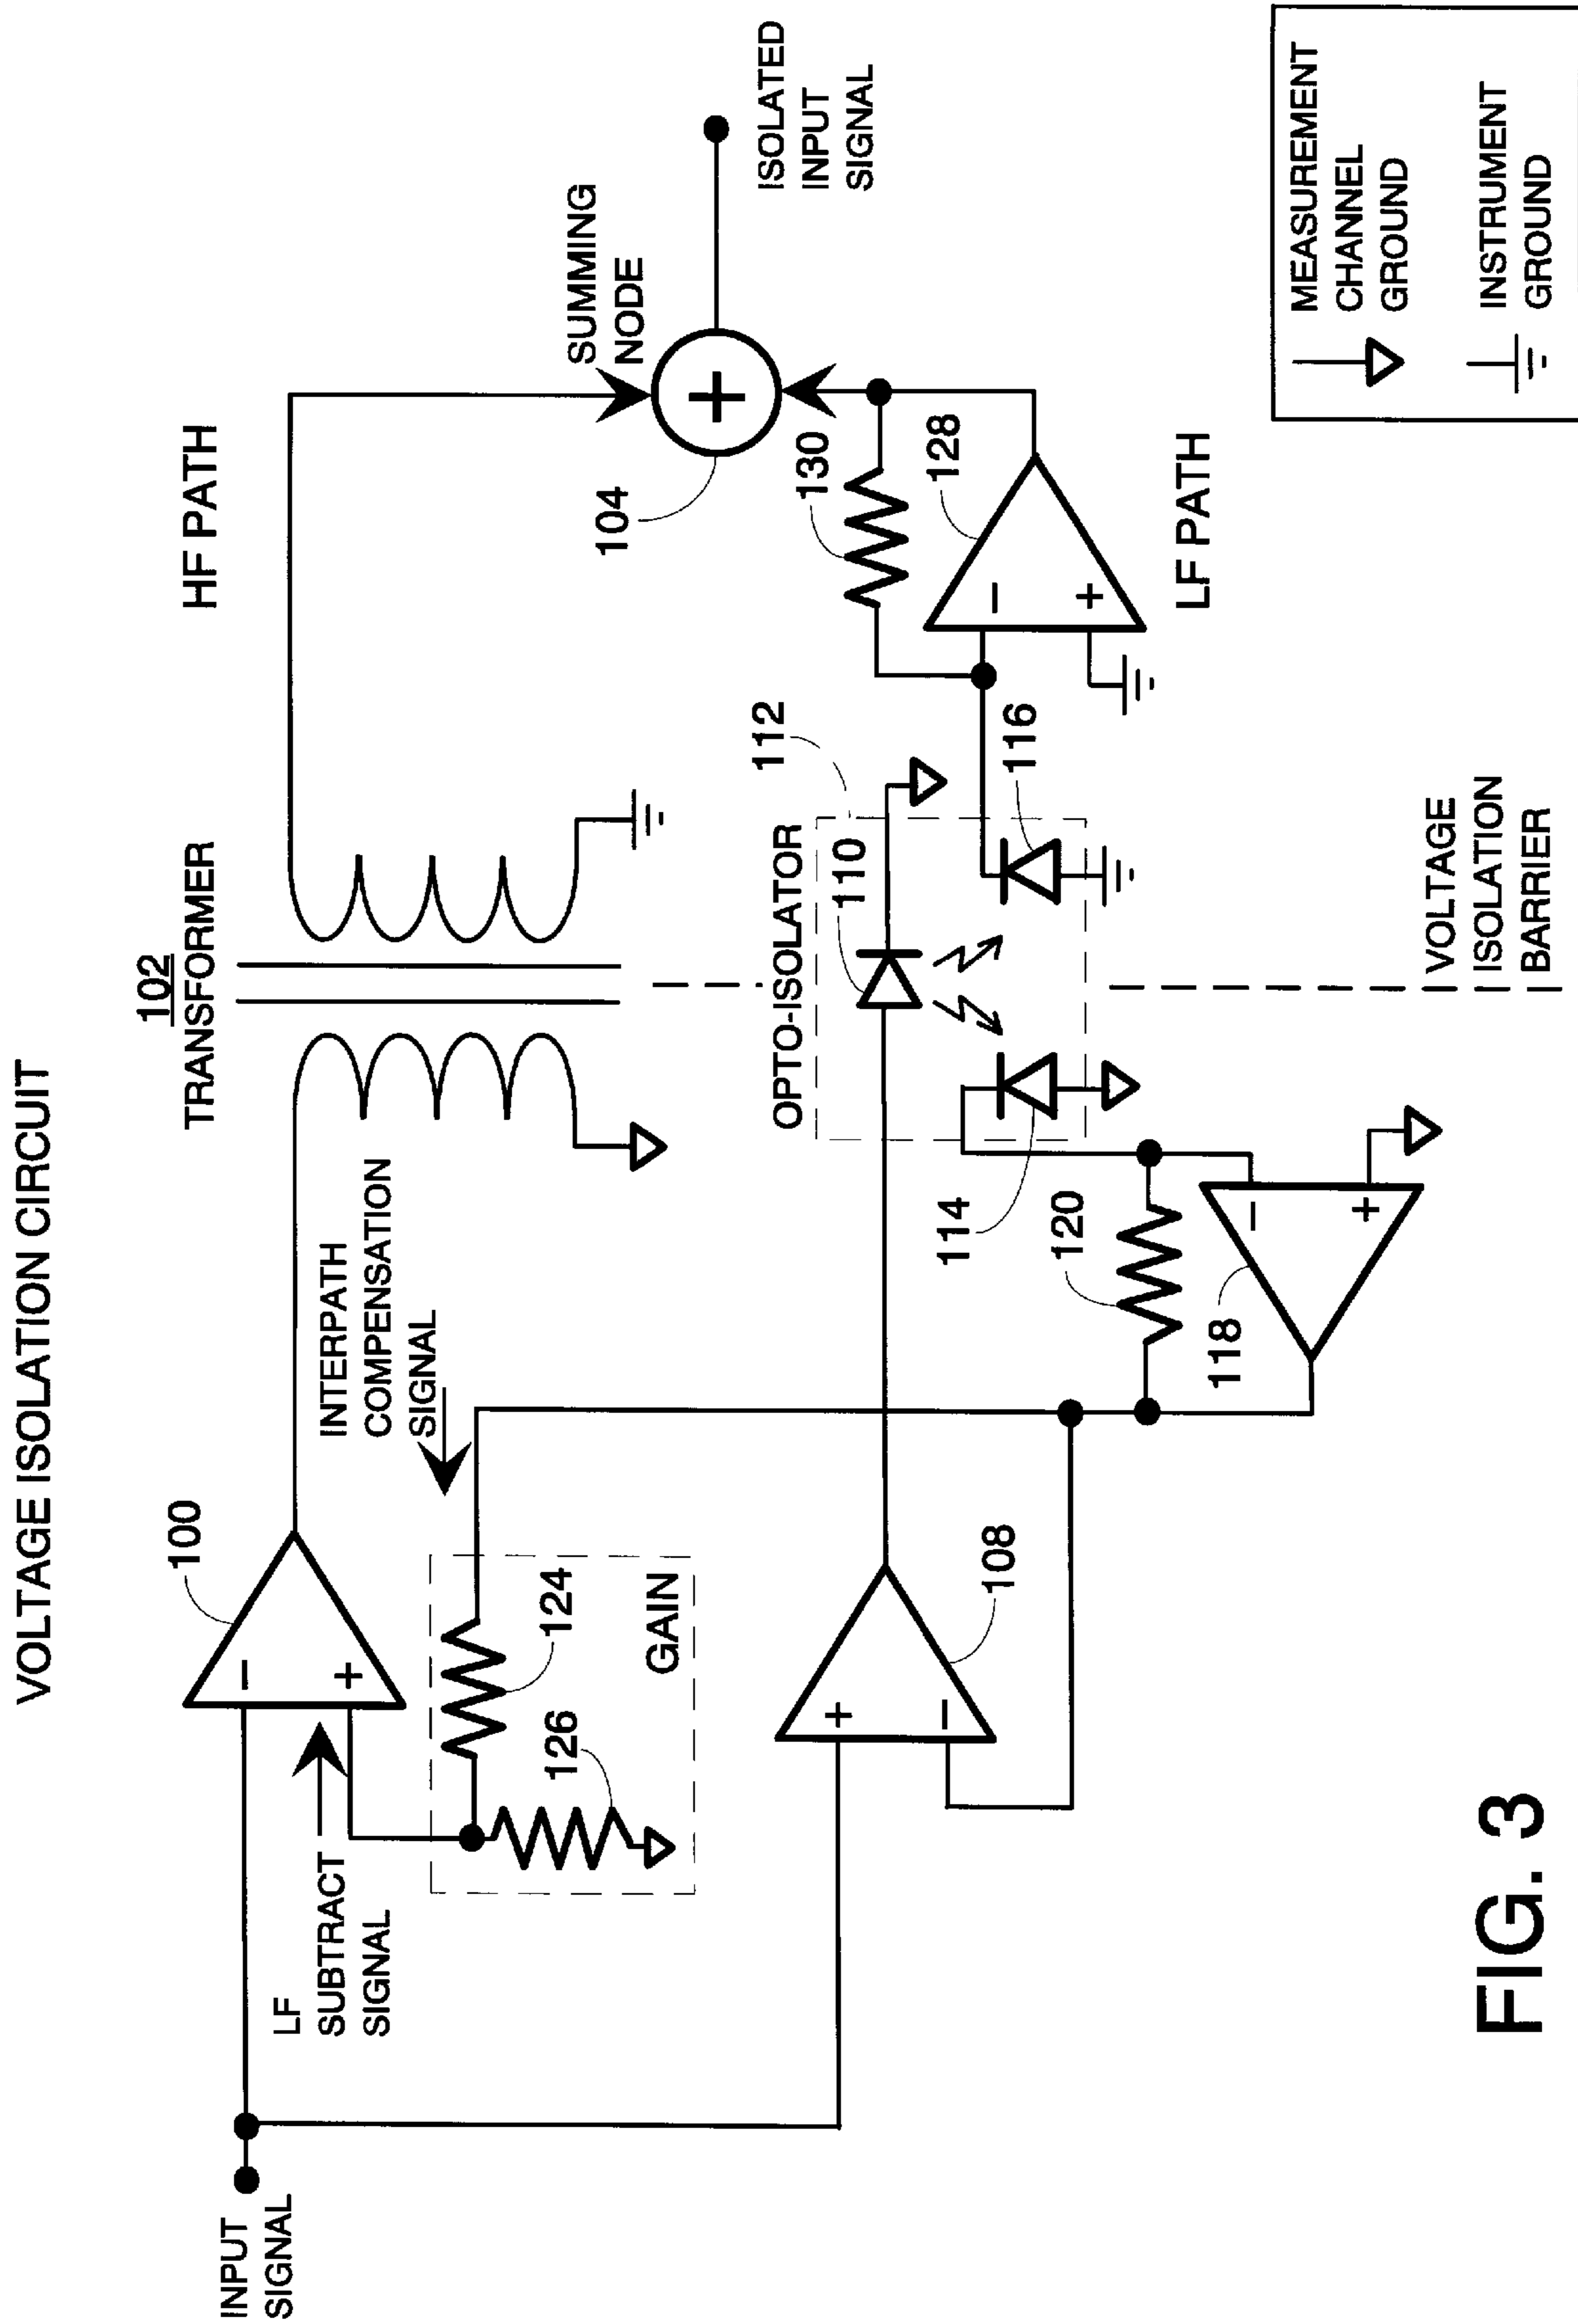 VOLTAGE ISOLATION CIRCUIT
102
TRANSFORMER
HF PATH
100
−
+
LF
SUBTRACT
SIGNAL
INPUT
SIGNAL
INTERPATH
COMPENSATION
SIGNAL
124
126
GAIN
SUMMING
NODE
+
104
ISOLATED
INPUT
SIGNAL
OPTO-ISOLATOR
112
110
114
116
130
128
−
+
LF PATH
+
−
108
120
118
−
+
VOLTAGE
ISOLATION
BARRIER
MEASUREMENT
CHANNEL
GROUND
INSTRUMENT
GROUND
FIG. 3